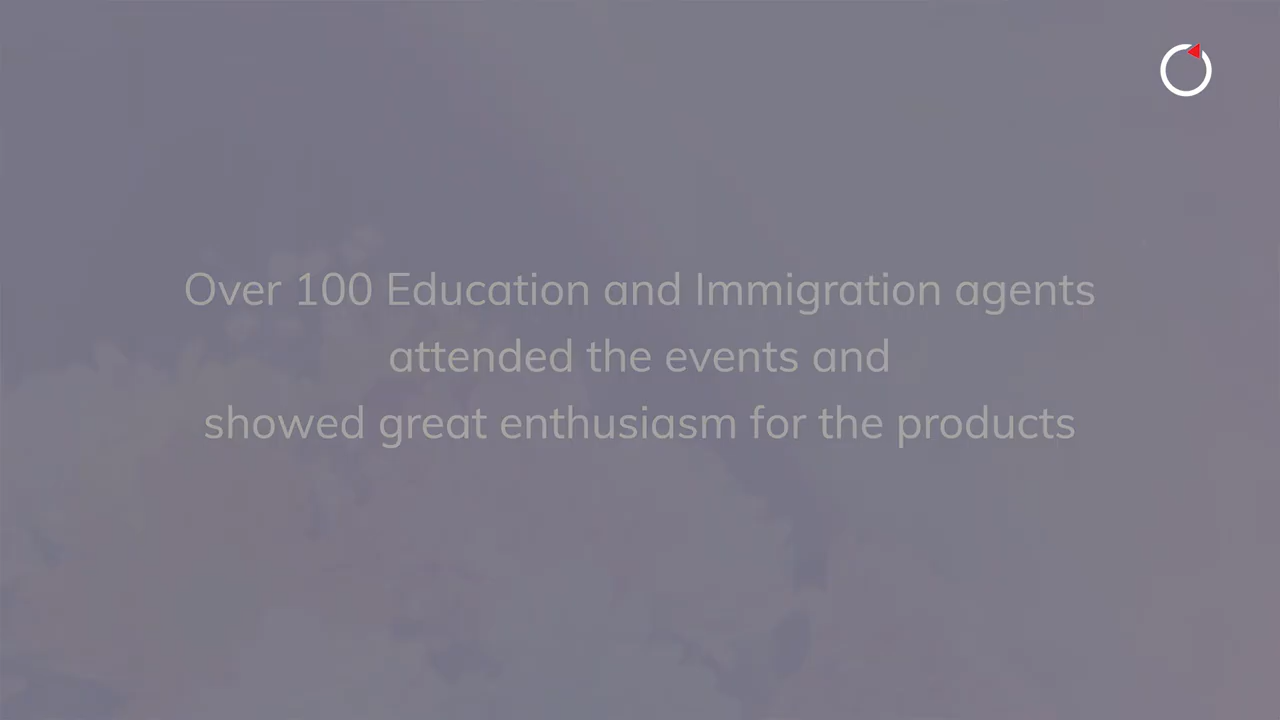 Over 100 Education and Immigration agents
attended the events and
showed great enthusiasm for the products